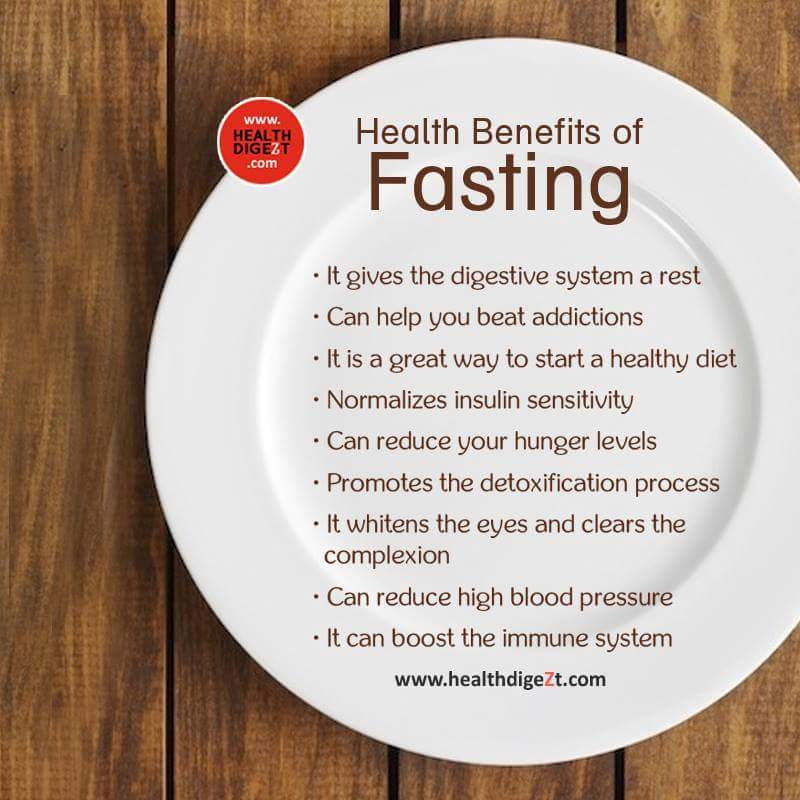 www.
HEALTH
DIGEZT
.com
Health Benefits of
Fasting
• It gives the digestive system a rest
• Can help you beat addictions
• It is a great way to start a healthy diet
• Normalizes insulin sensitivity
• Can reduce your hunger levels
• Promotes the detoxification process
• It whitens the eyes and clears the
complexion
• Can reduce high blood pressure
• It can boost the immune system
www.healthdigeZt.com